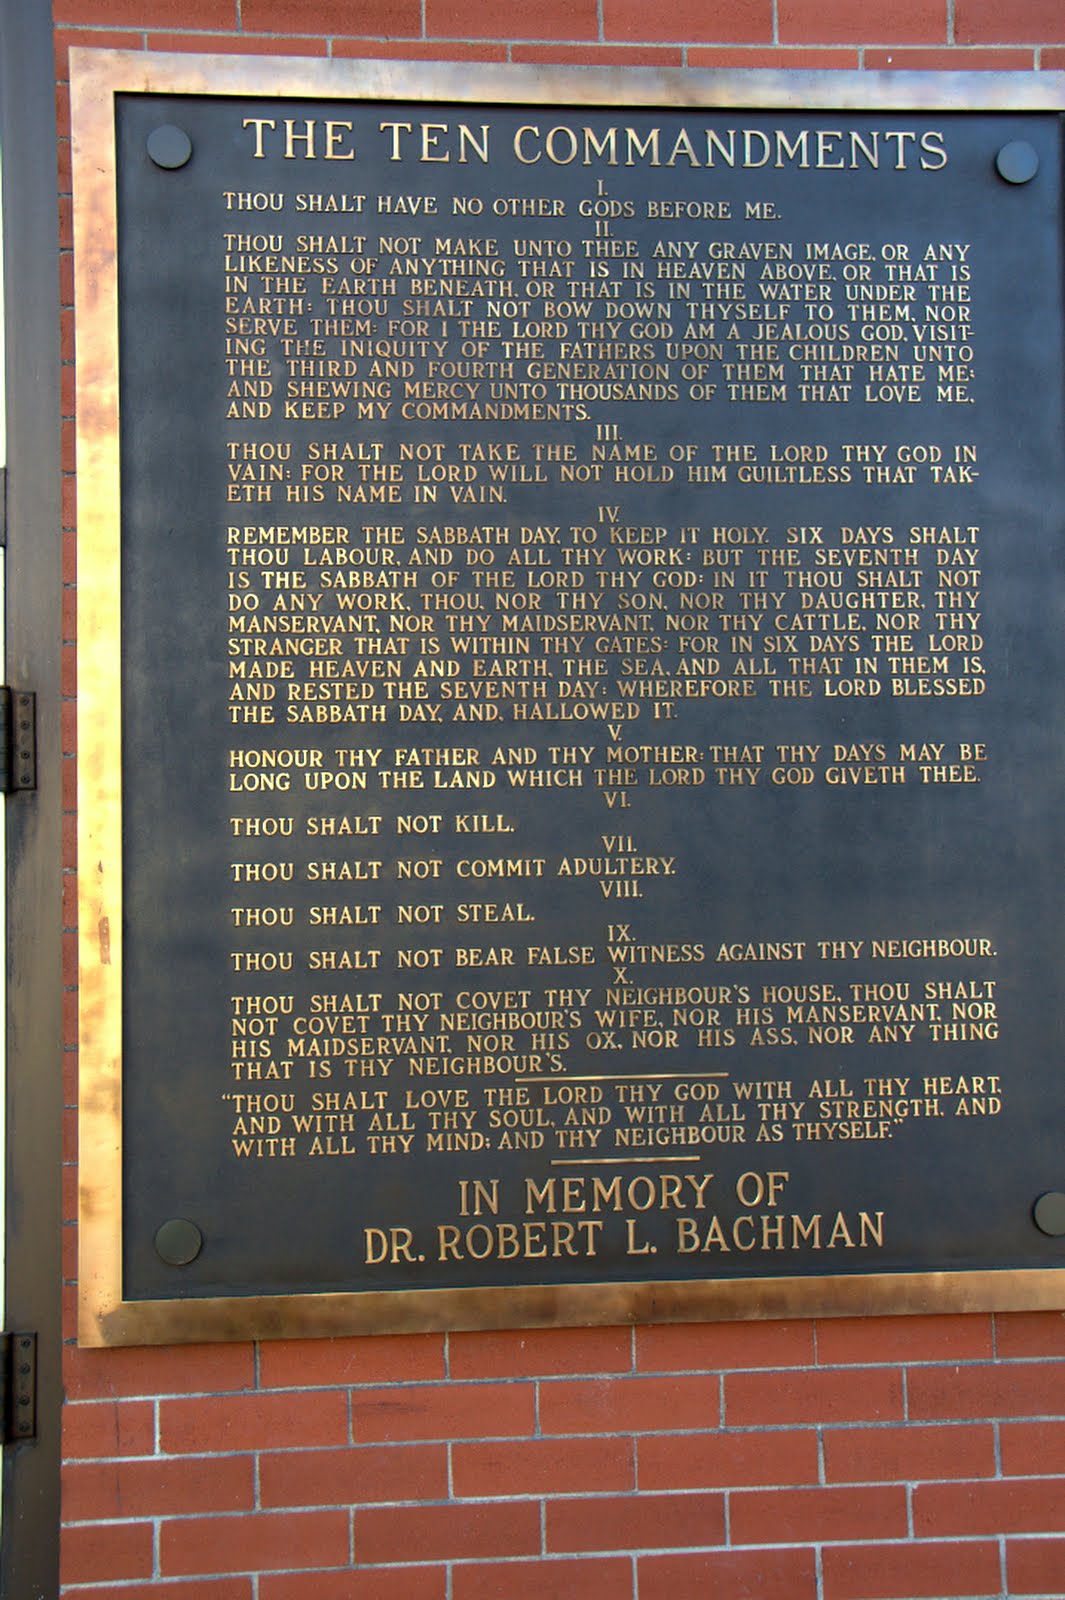 THE TEN COMMANDMENTS
I.
THOU SHALT HAVE NO OTHER GODS BEFORE ME.
II.
THOU SHALT NOT MAKE UNTO THEE ANY GRAVEN IMAGE, OR ANY
LIKENESS OF ANYTHING THAT IS IN HEAVEN ABOVE, OR THAT IS
IN THE EARTH BENEATH, OR THAT IS IN THE WATER UNDER THE
EARTH: THOU SHALT NOT BOW DOWN THYSELF TO THEM, NOR
SERVE THEM: FOR I THE LORD THY GOD AM A JEALOUS GOD, VISIT-
ING THE INIQUITY OF THE FATHERS UPON THE CHILDREN UNTO
THE THIRD AND FOURTH GENERATION OF THEM THAT HATE ME;
AND SHEWING MERCY UNTO THOUSANDS OF THEM THAT LOVE ME,
AND KEEP MY COMMANDMENTS.
III.
THOU SHALT NOT TAKE THE NAME OF THE LORD THY GOD IN
VAIN: FOR THE LORD WILL NOT HOLD HIM GUILTLESS THAT TAK-
ETH HIS NAME IN VAIN.
IV.
REMEMBER THE SABBATH DAY, TO KEEP IT HOLY. SIX DAYS SHALT
THOU LABOUR, AND DO ALL THY WORK: BUT THE SEVENTH DAY
IS THE SABBATH OF THE LORD THY GOD: IN IT THOU SHALT NOT
DO ANY WORK, THOU, NOR THY SON, NOR THY DAUGHTER, THY
MANSERVANT, NOR THY MAIDSERVANT, NOR THY CATTLE, NOR THY
STRANGER THAT IS WITHIN THY GATES: FOR IN SIX DAYS THE LORD
MADE HEAVEN AND EARTH, THE SEA, AND ALL THAT IN THEM IS,
AND RESTED THE SEVENTH DAY: WHEREFORE THE LORD BLESSED
THE SABBATH DAY, AND, HALLOWED IT.
V.
HONOUR THY FATHER AND THY MOTHER: THAT THY DAYS MAY BE
LONG UPON THE LAND WHICH THE LORD THY GOD GIVETH THEE.
VI.
THOU SHALT NOT KILL.
VII.
THOU SHALT NOT COMMIT ADULTERY.
VIII.
THOU SHALT NOT STEAL.
IX.
THOU SHALT NOT BEAR FALSE WITNESS AGAINST THY NEIGHBOUR.
X.
THOU SHALT NOT COVET THY NEIGHBOUR'S HOUSE, THOU SHALT
NOT COVET THY NEIGHBOUR'S WIFE, NOR HIS MANSERVANT, NOR
HIS MAIDSERVANT, NOR HIS OX, NOR HIS ASS, NOR ANY THING
THAT IS THY NEIGHBOUR'S.
"THOU SHALT LOVE THE LORD THY GOD WITH ALL THY HEART,
AND WITH ALL THY SOUL, AND WITH ALL THY STRENGTH, AND
WITH ALL THY MIND; AND THY NEIGHBOUR AS THYSELF."
IN MEMORY OF
DR. ROBERT L. BACHMAN